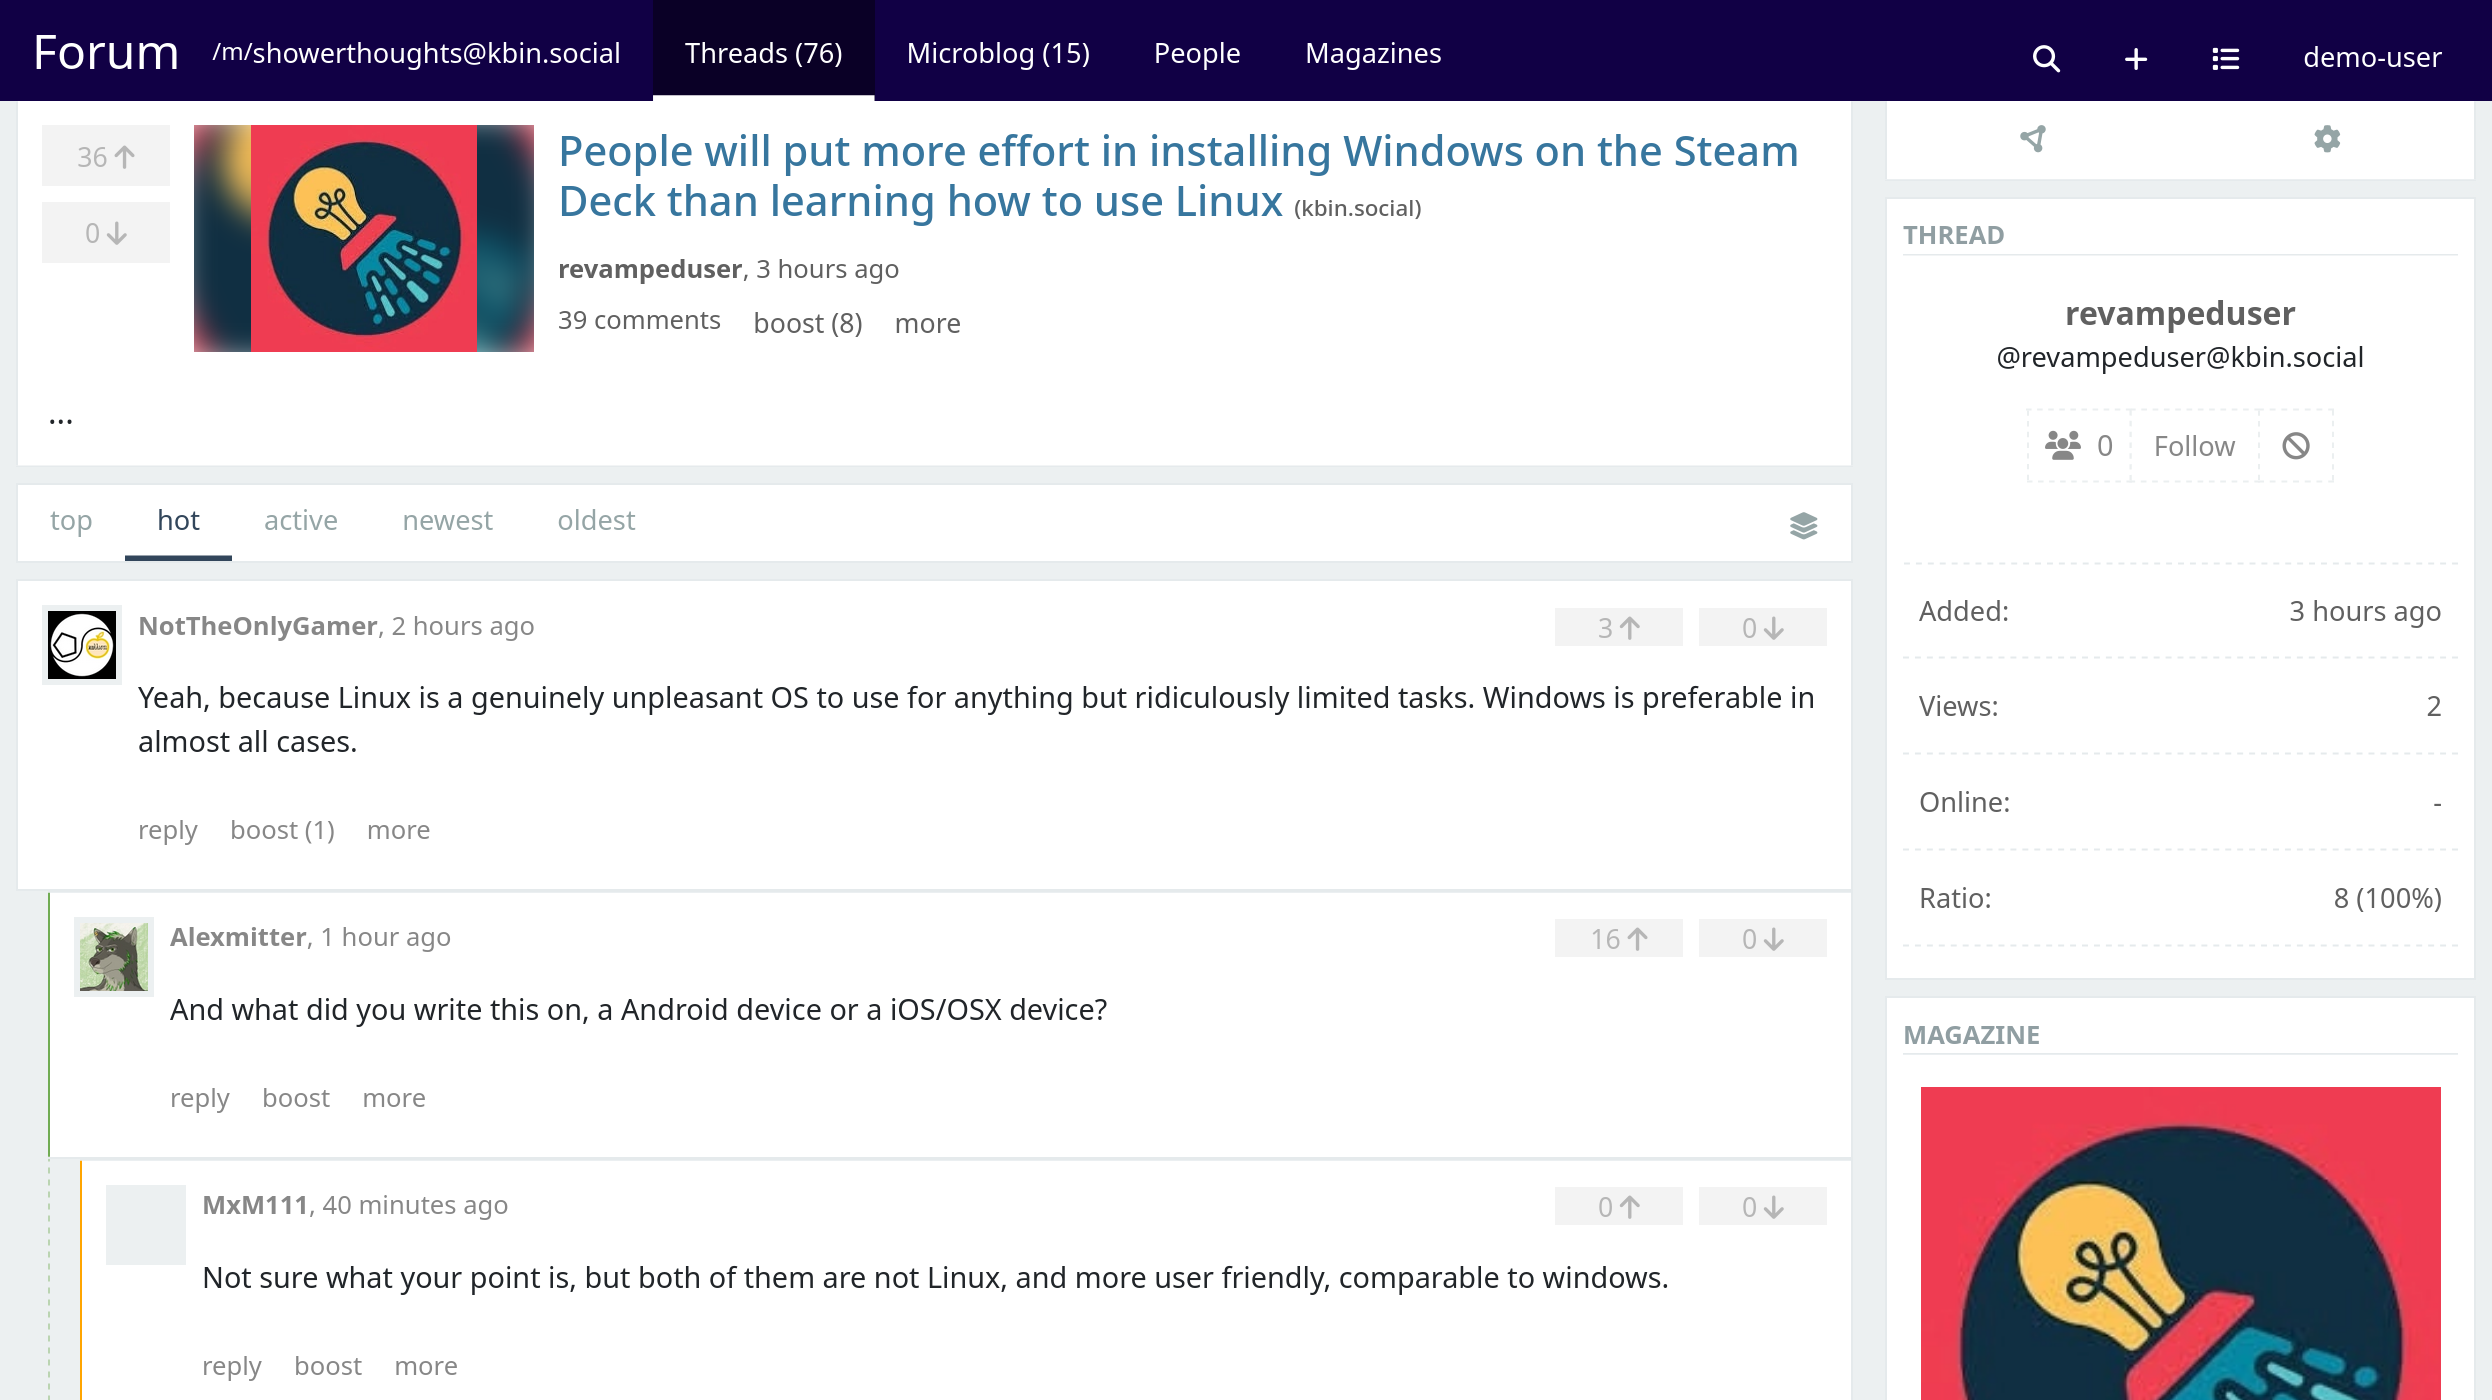 Forum /m/showerthoughts@kbin.social Threads (76) Microblog (15) People Magazines demo-user
36
0
People will put more effort in installing Windows on the Steam
Deck than learning how to use Linux (kbin.social)
revampeduser, 3 hours ago
39 comments boost (8) more
...
top hot active newest oldest
NotTheOnlyGamer, 2 hours ago
3 0
Yeah, because Linux is a genuinely unpleasant OS to use for anything but ridiculously limited tasks. Windows is preferable in
almost all cases.
reply boost (1) more
Alexmitter, 1 hour ago
16 0
And what did you write this on, a Android device or a iOS/OSX device?
reply boost more
MxM111, 40 minutes ago
0 0
Not sure what your point is, but both of them are not Linux, and more user friendly, comparable to windows.
reply boost more
THREAD
revampeduser
@revampeduser@kbin.social
0 Follow
Added: 3 hours ago
Views: 2
Online: -
Ratio: 8 (100%)
MAGAZINE